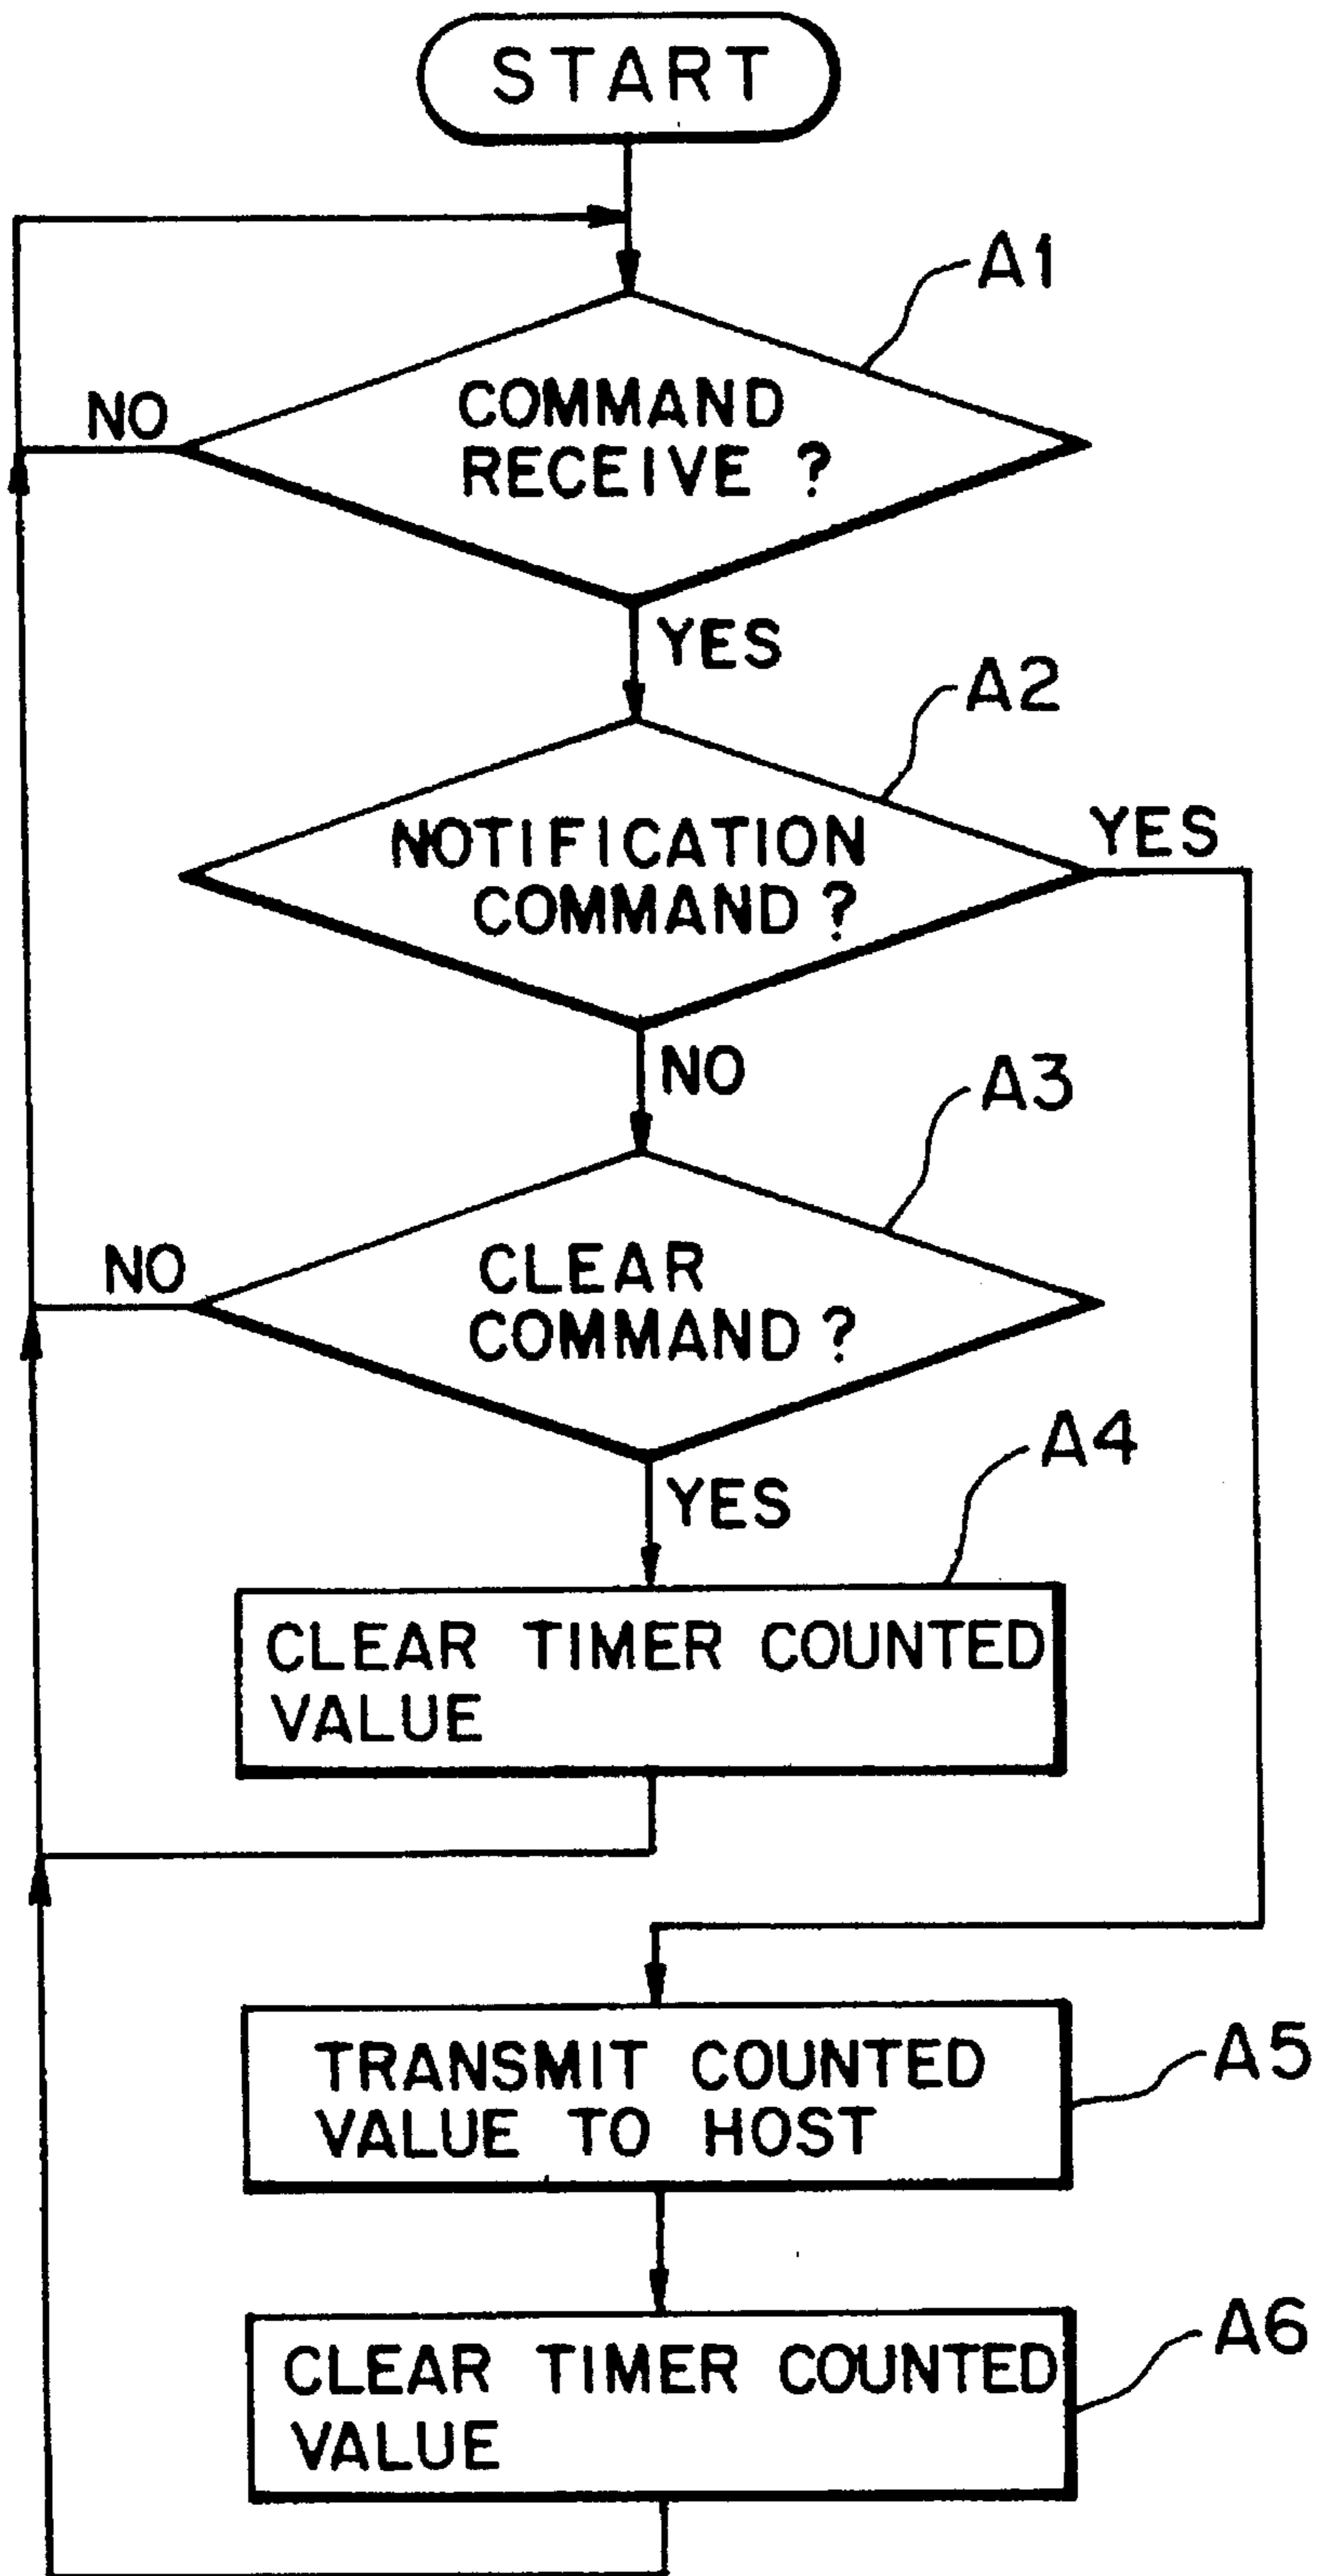 START
A1
COMMAND
RECEIVE ?
NO
YES
A2
NOTIFICATION
COMMAND ?
YES
NO
A3
CLEAR
COMMAND ?
NO
YES
A4
CLEAR TIMER COUNTED
VALUE
TRANSMIT COUNTED
VALUE TO HOST
A5
CLEAR TIMER COUNTED
VALUE
A6